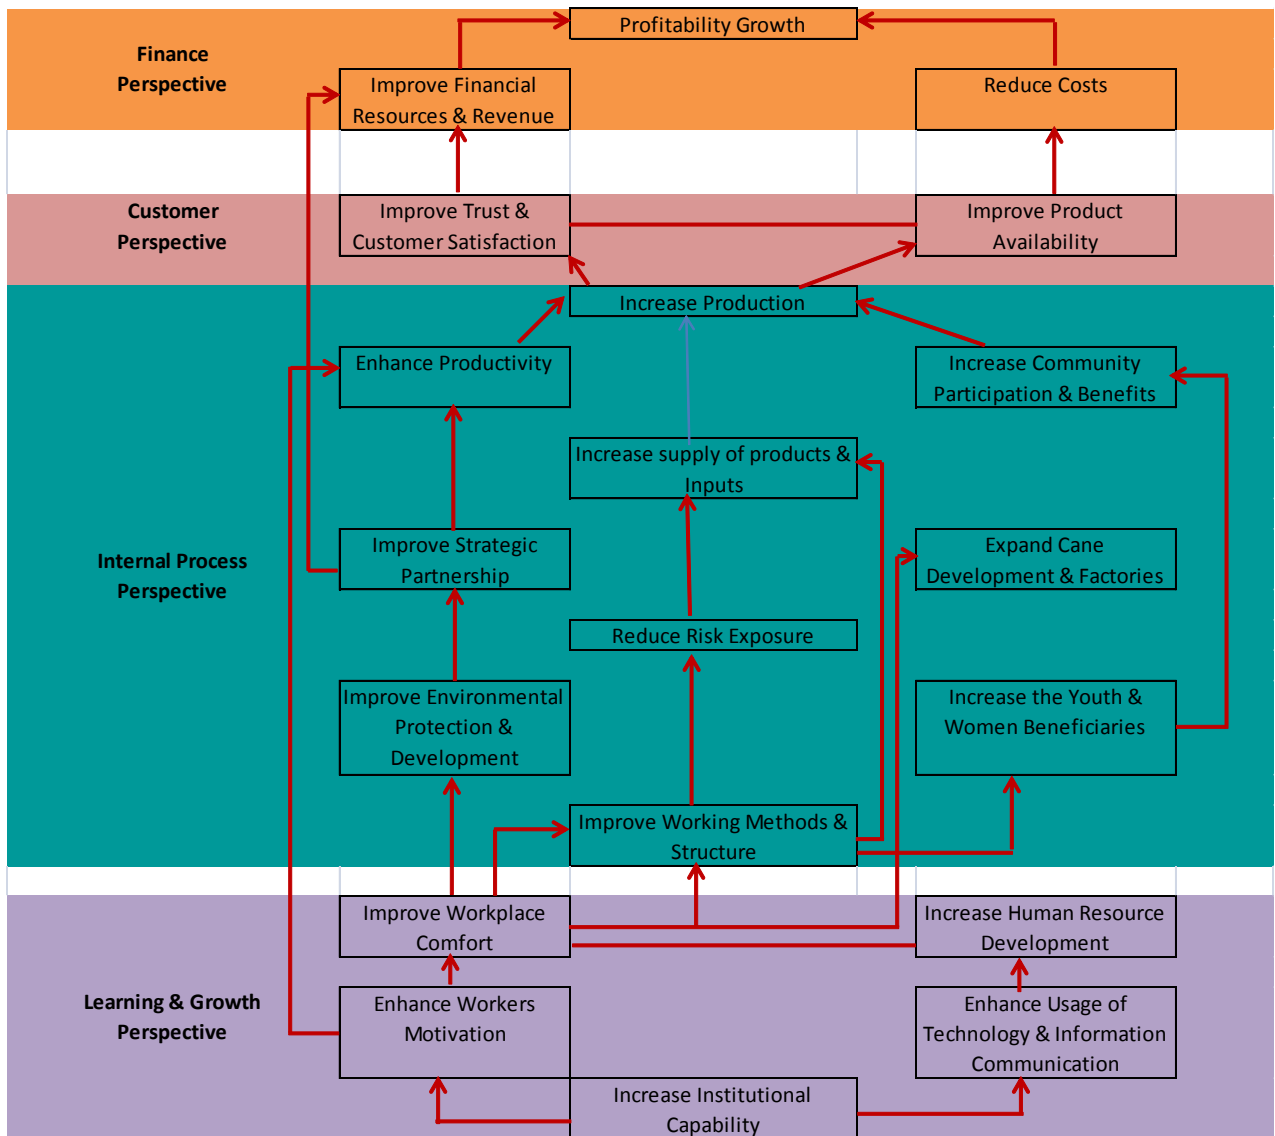 Profitability Growth
Finance
Perspective
Improve Financial
Resources & Revenue
Reduce Costs
Customer
Perspective
Improve Trust &
Customer Satisfaction
Improve Product
Availability
Increase Production
Enhance Productivity
Increase Community
Participation & Benefits
Increase supply of products &
Inputs
Internal Process
Perspective
Improve Strategic
Partnership
Expand Cane
Development & Factories
Reduce Risk Exposure
Improve Environmental
Protection &
Development
Increase the Youth &
Women Beneficiaries
Improve Working Methods &
Structure
Improve Workplace
Comfort
Increase Human Resource
Development
Learning & Growth
Perspective
Enhance Workers
Motivation
Enhance Usage of
Technology & Information
Communication
Increase Institutional
Capability